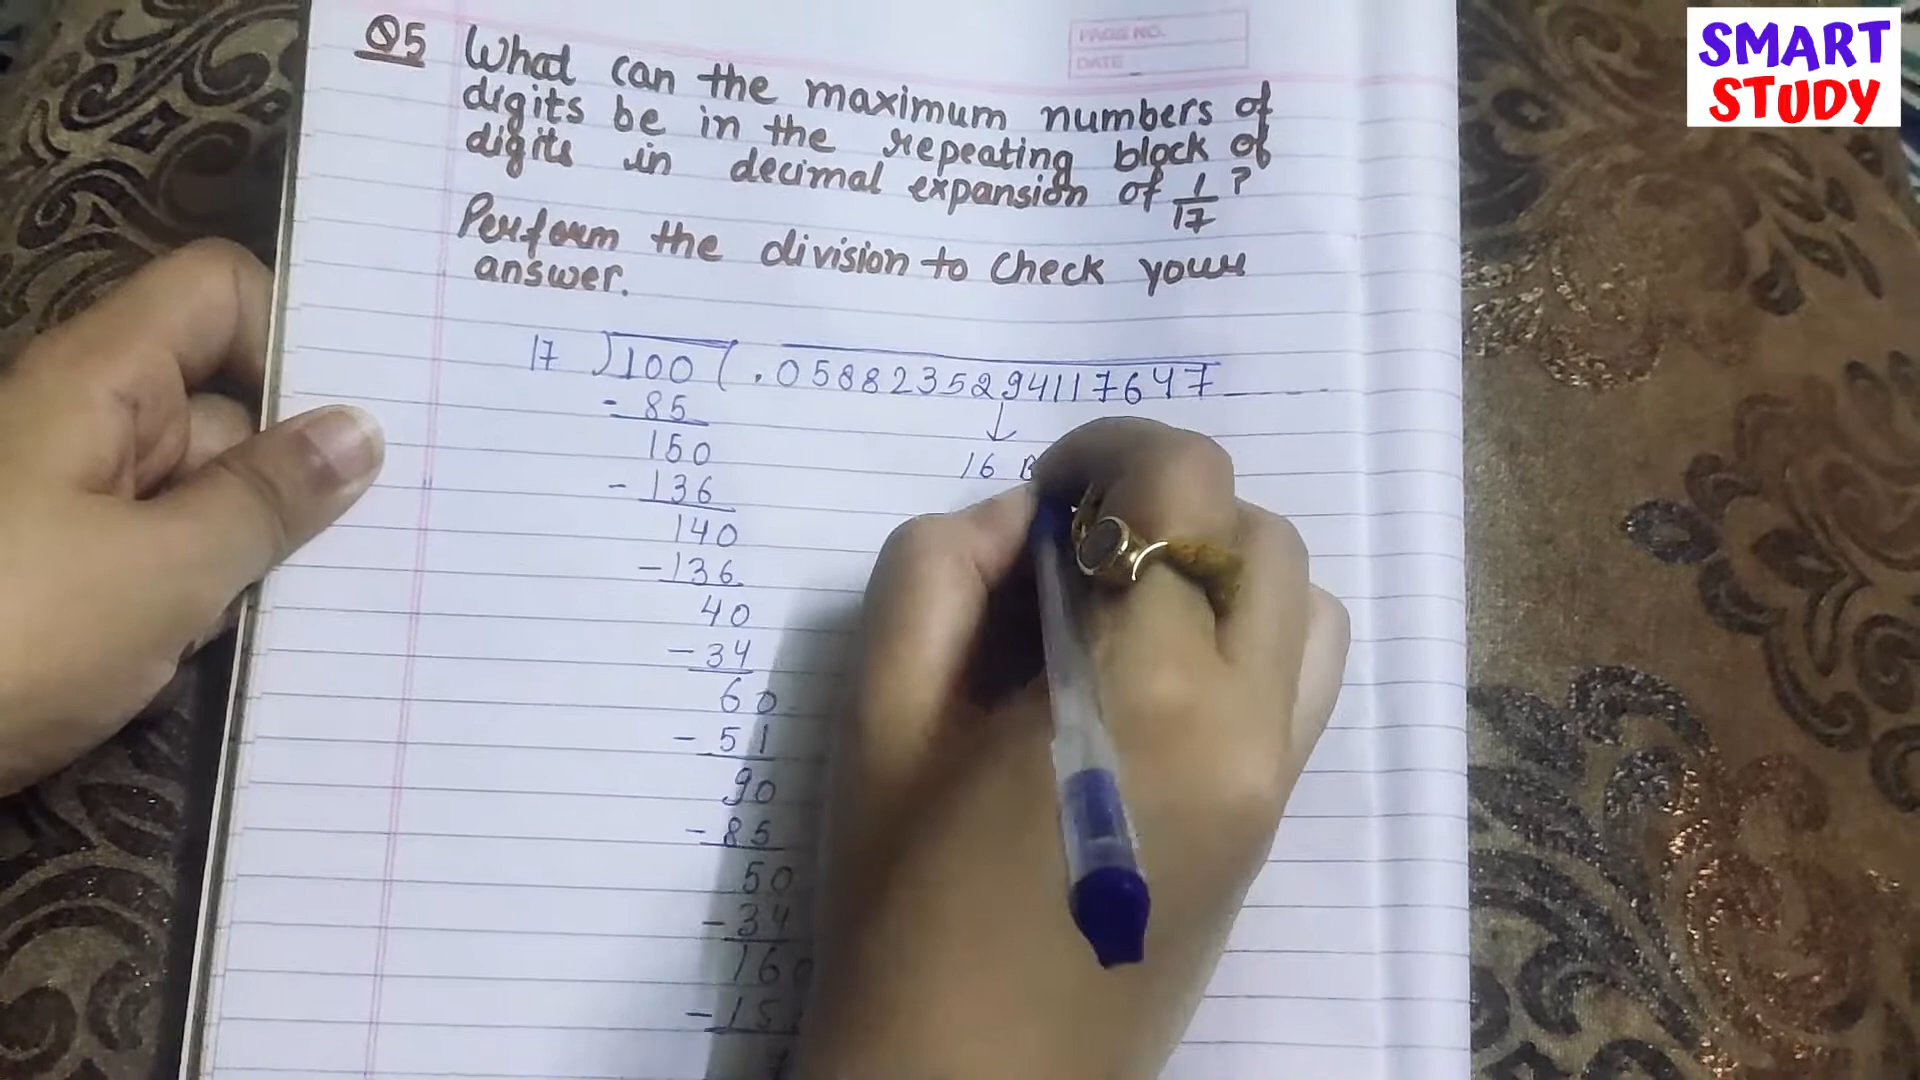 SMART
STUDY
PAGE NO.
DATE
Q5 What can the maximum numbers of
digits be in the repeating block of
digits in decimal expansion of 1/17?
Perform the division to check your
answer.
17 ) 100 ( .0588235294117647
- 85
150
- 136
140
-136
40
- 34
60
- 51
90
- 85
50
- 34
160
16